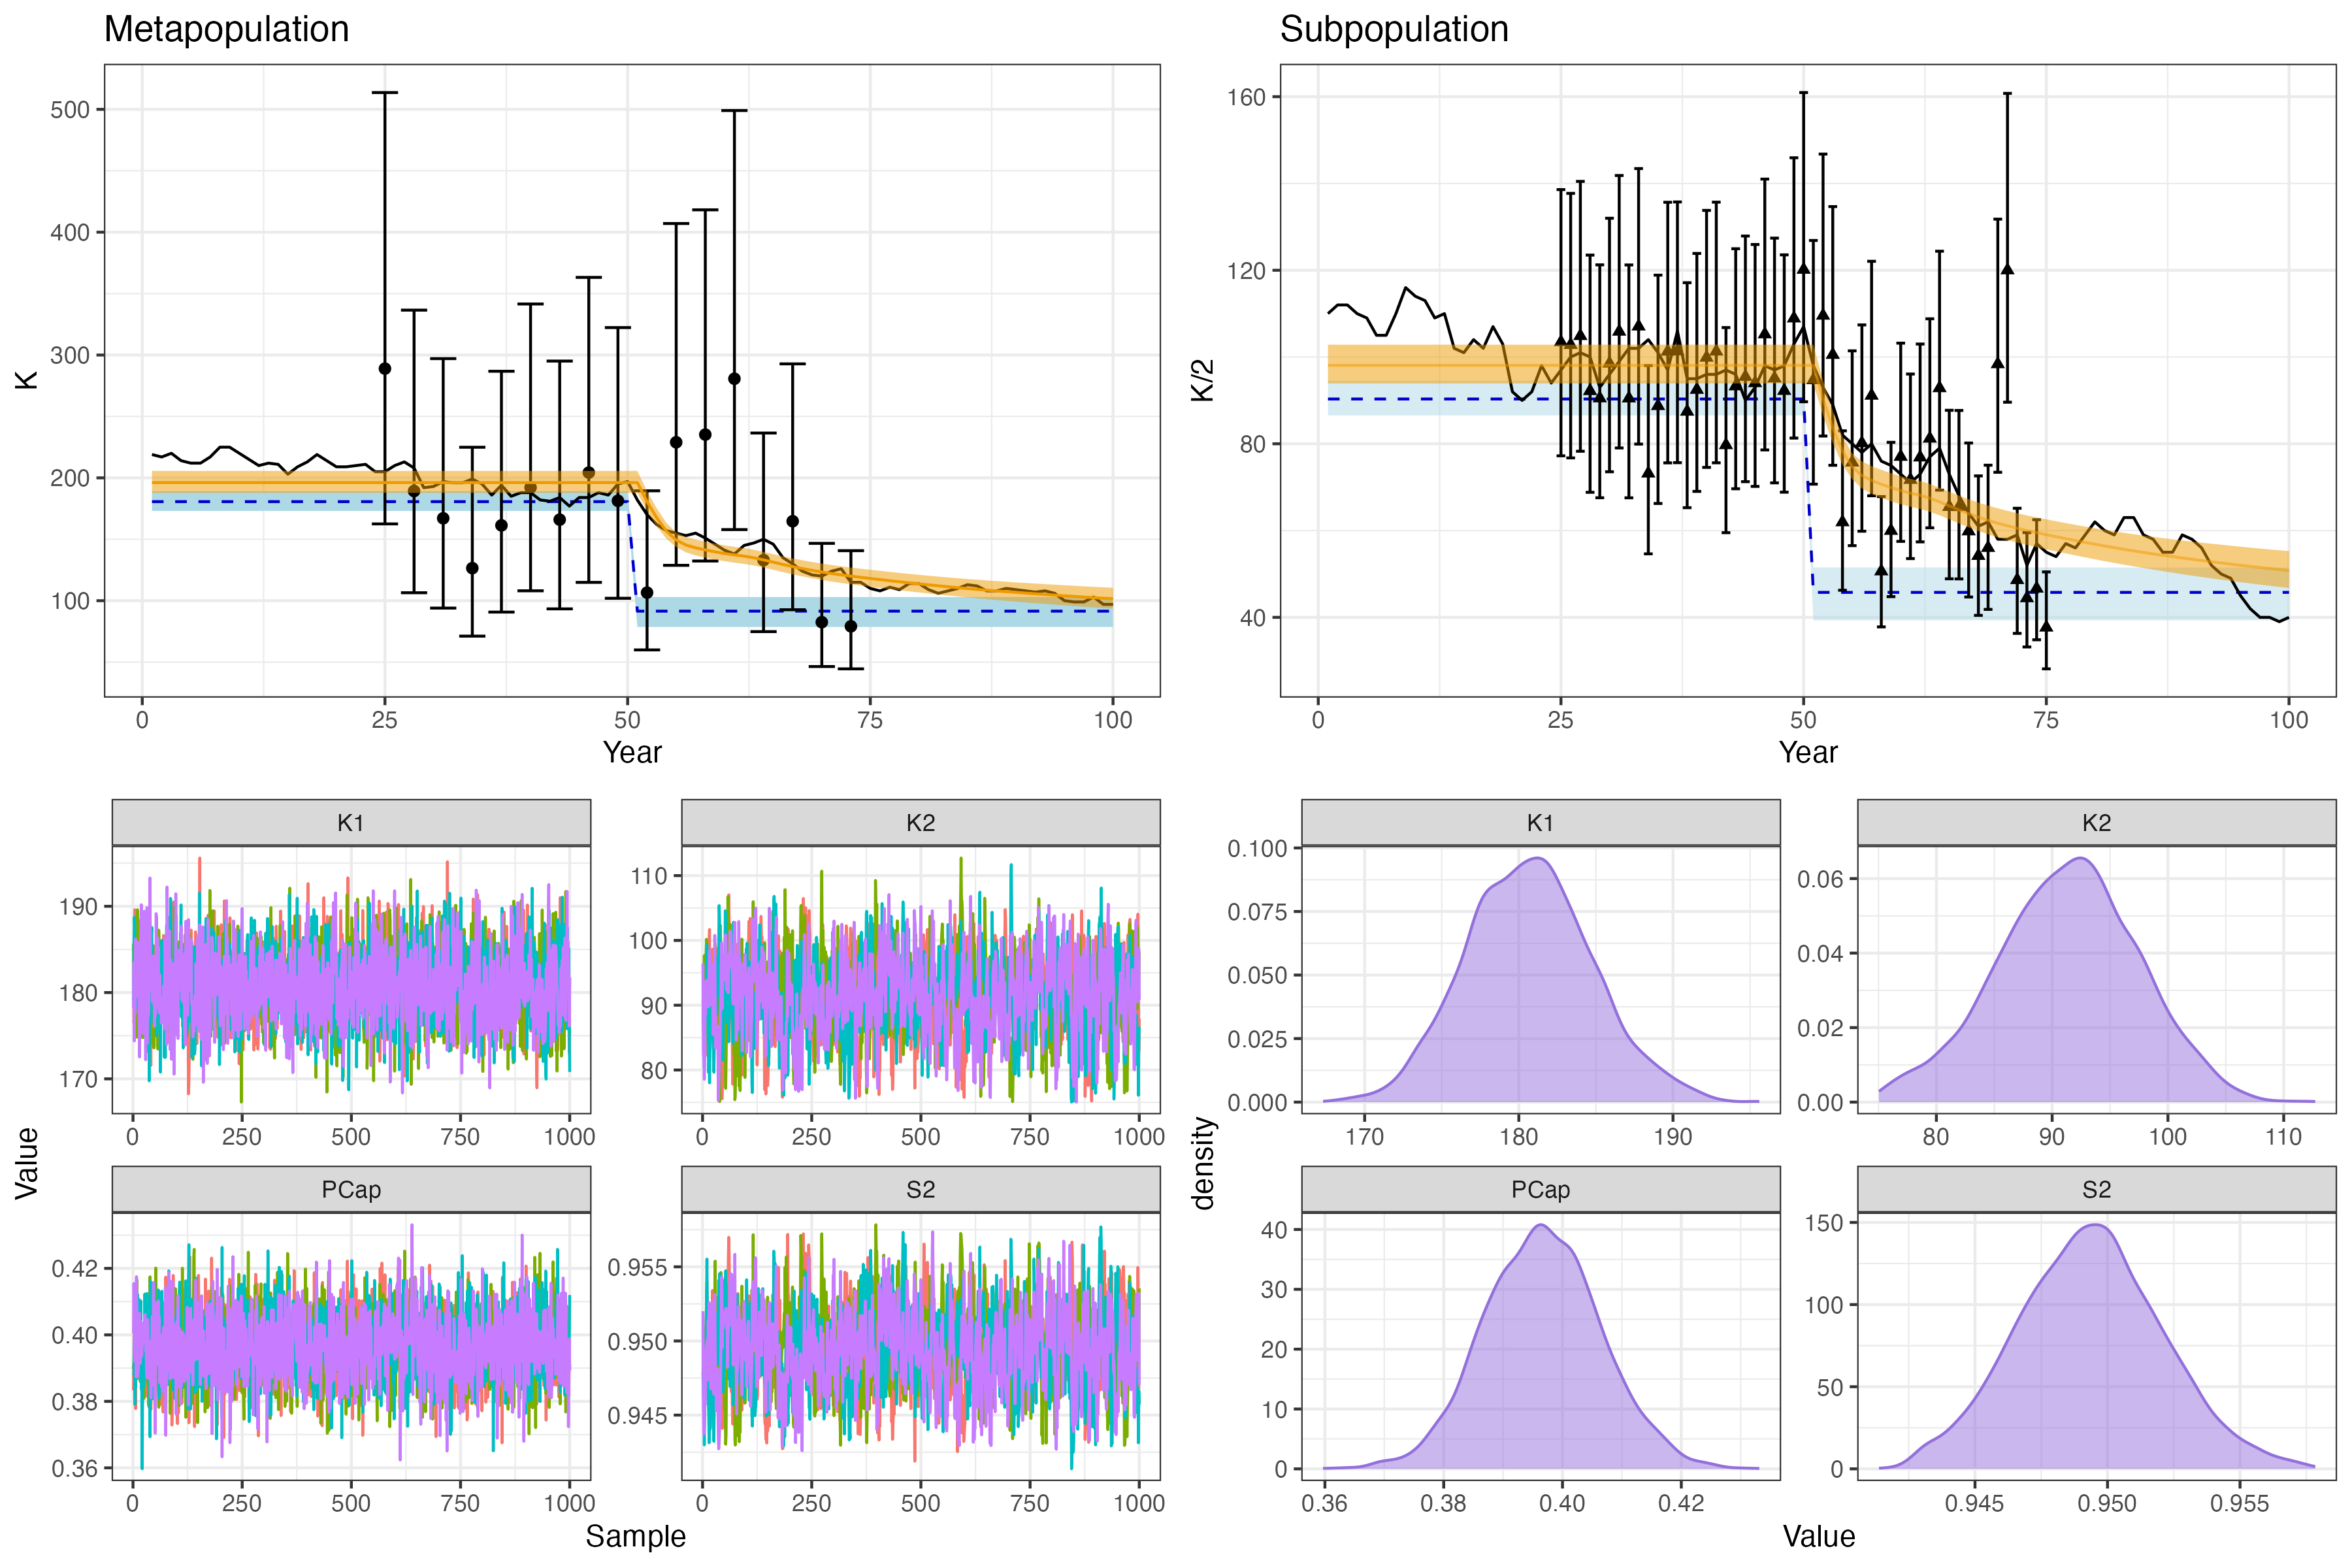 Metapopulation
500
400
300
200
100
K
0 25 50 75 100
Year
Subpopulation
160
120
80
40
K/2
0 25 50 75 100
Year
K1
190
180
170
0 250 500 750 1000
K2
110
100
90
80
0 250 500 750 1000
PCap
0.42
0.40
0.38
0.36
0 250 500 750 1000
S2
0.955
0.950
0.945
0 250 500 750 1000
Value
Sample
K1
0.100
0.075
0.050
0.025
0.000
170 180 190
K2
0.06
0.04
0.02
0.00
80 90 100 110
PCap
40
30
20
10
0
0.36 0.38 0.40 0.42
S2
150
100
50
0
0.945 0.950 0.955
density
Value